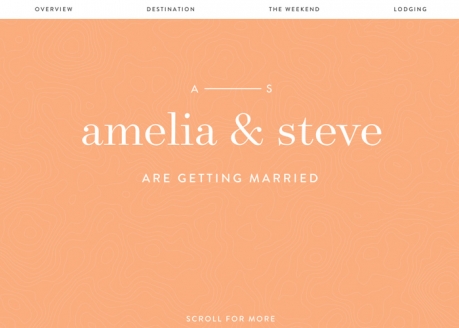 OVERVIEW DESTINATION THE WEEKEND LODGING
A S
amelia & steve
ARE GETTING MARRIED
SCROLL FOR MORE